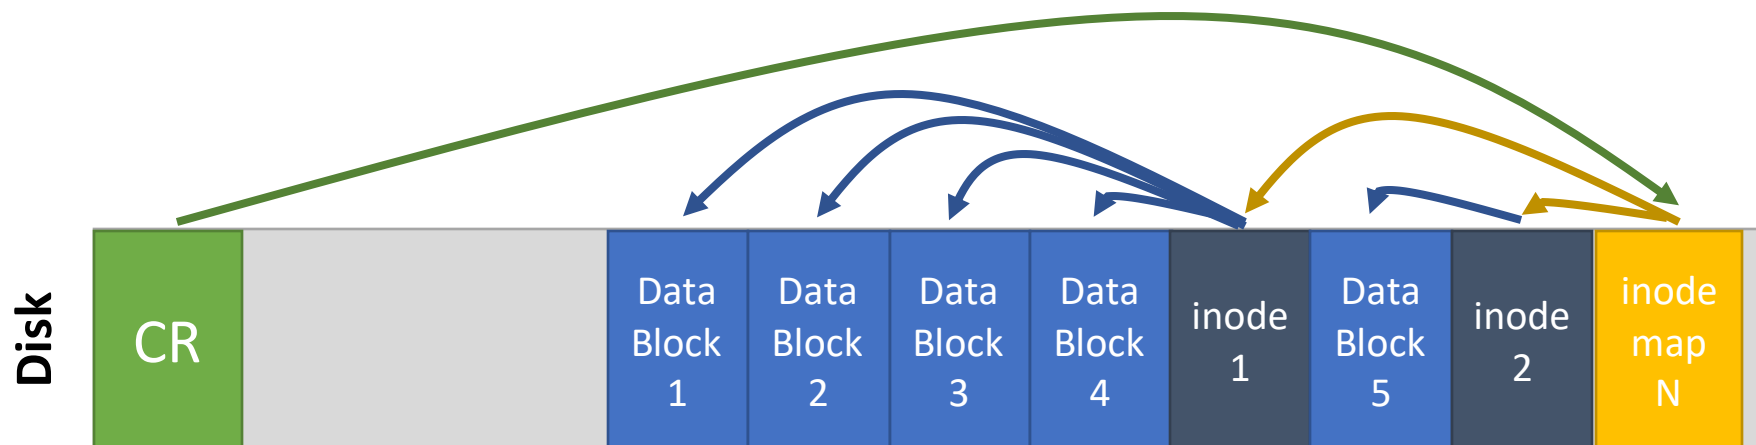 Disk
CR
Data
Block
1
Data
Block
2
Data
Block
3
Data
Block
4
inode
1
Data
Block
5
inode
2
inode
map
N